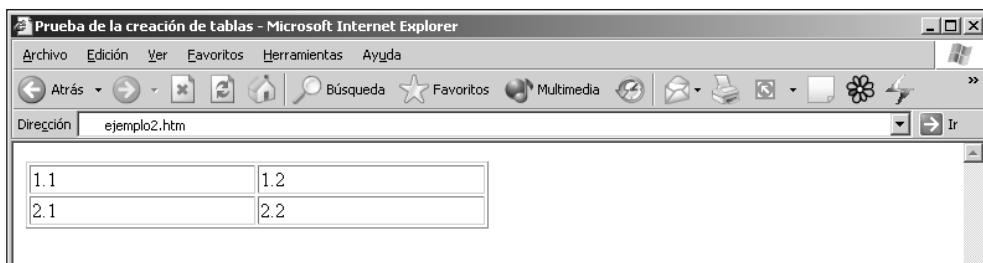 Prueba de la creación de tablas - Microsoft Internet Explorer
Archivo Edición Ver Favoritos Herramientas Ayuda
Atrás Búsqueda Favoritos Multimedia »
Dirección ejemplo2.htm Ir
1.1 1.2
2.1 2.2